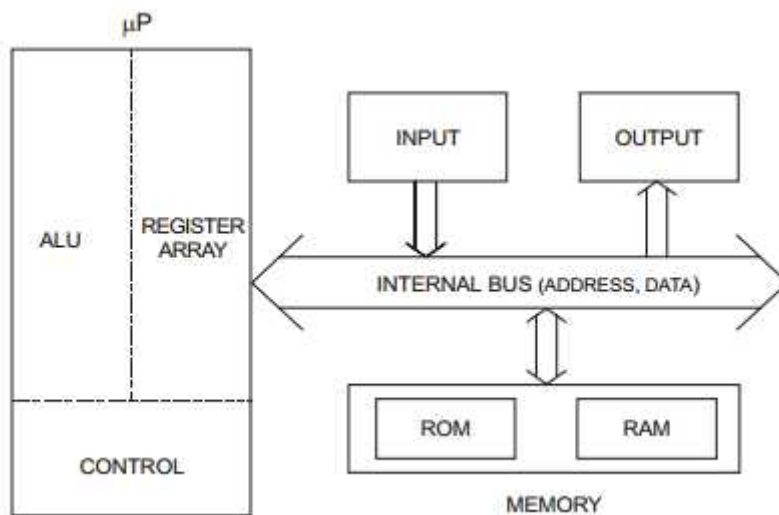 μP
ALU
REGISTER
ARRAY
CONTROL
INPUT
OUTPUT
INTERNAL BUS (ADDRESS, DATA)
ROM
RAM
MEMORY